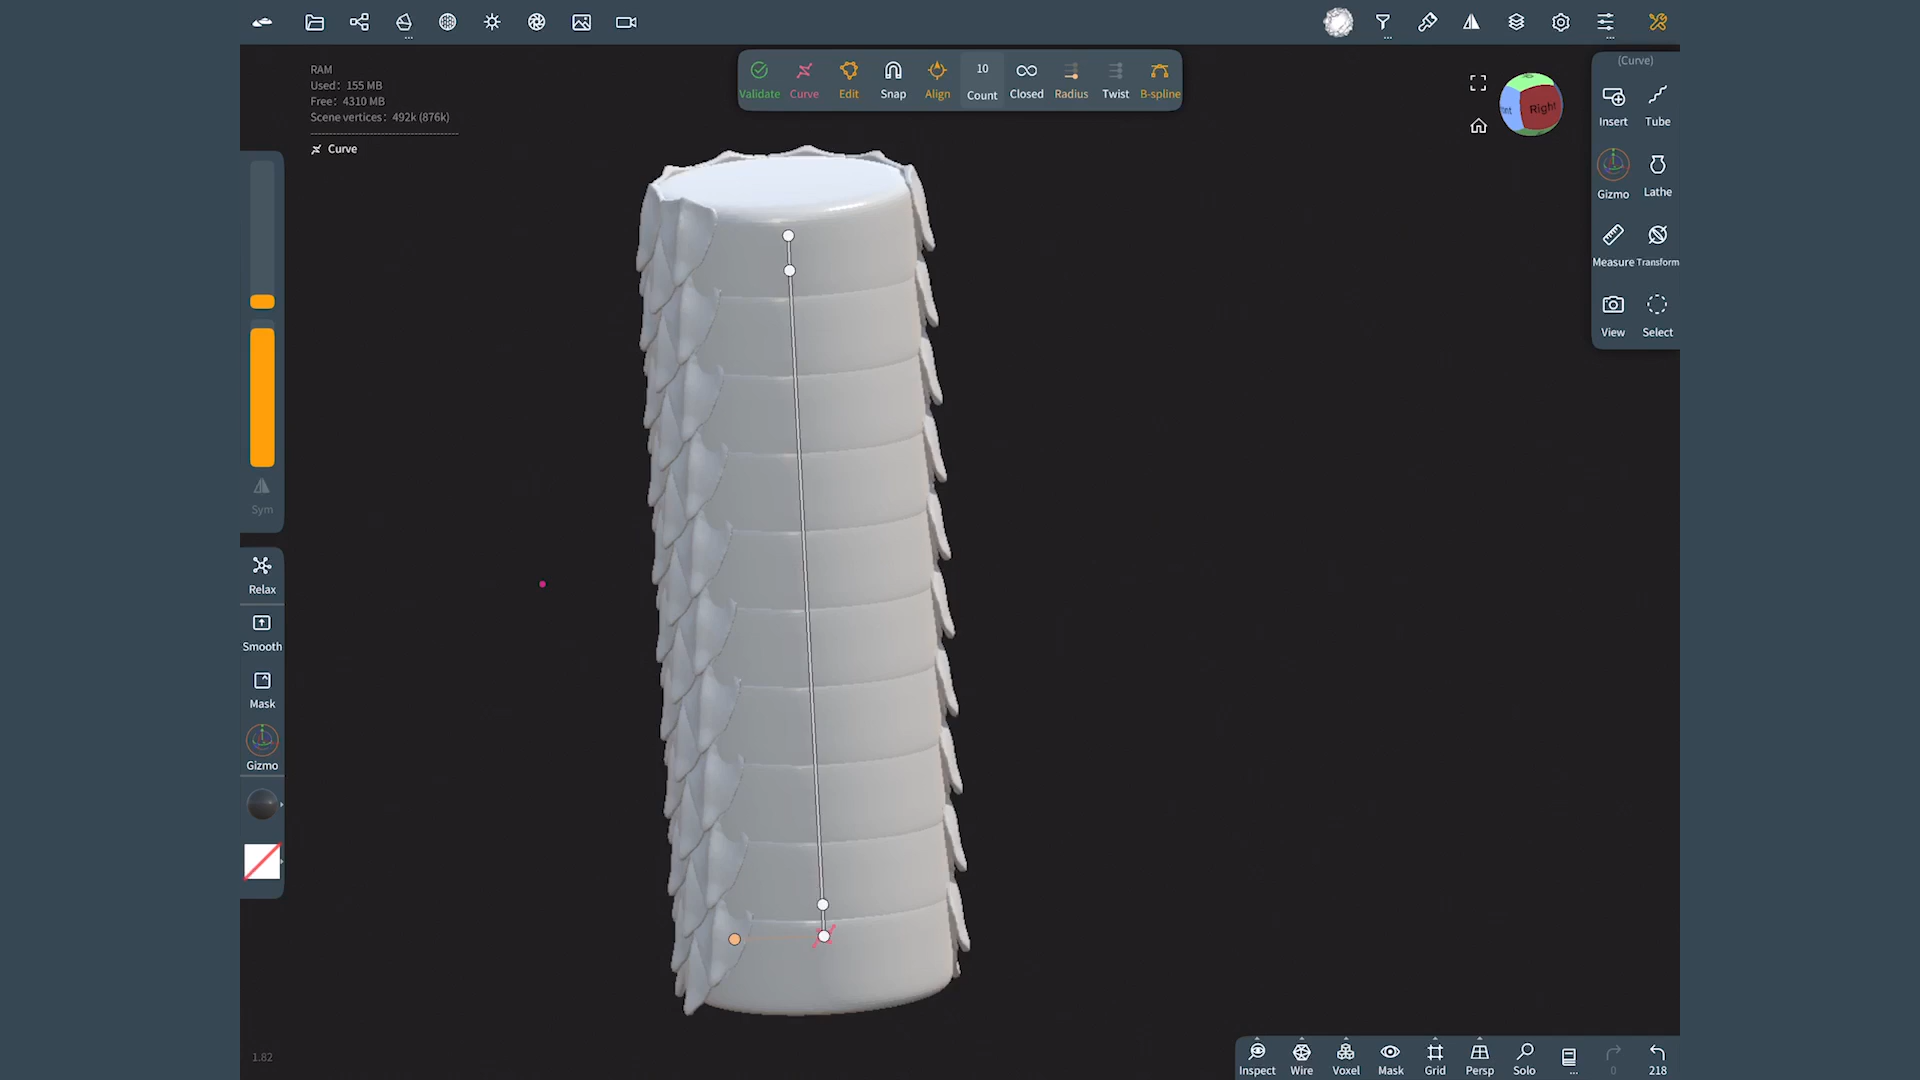 RAM
Used: 155 MB
Free: 4310 MB
Scene vertices: 492k (876k)
Curve
Validate
Curve
Edit
Snap
Align
10
Count
Closed
Radius
Twist
B-spline
Right
(Curve)
Insert
Tube
Gizmo
Lathe
Measure
Transform
View
Select
Sym
Relax
Smooth
Mask
Gizmo
1.82
Inspect
Wire
Voxel
Mask
Grid
Persp
Solo
...
0
218